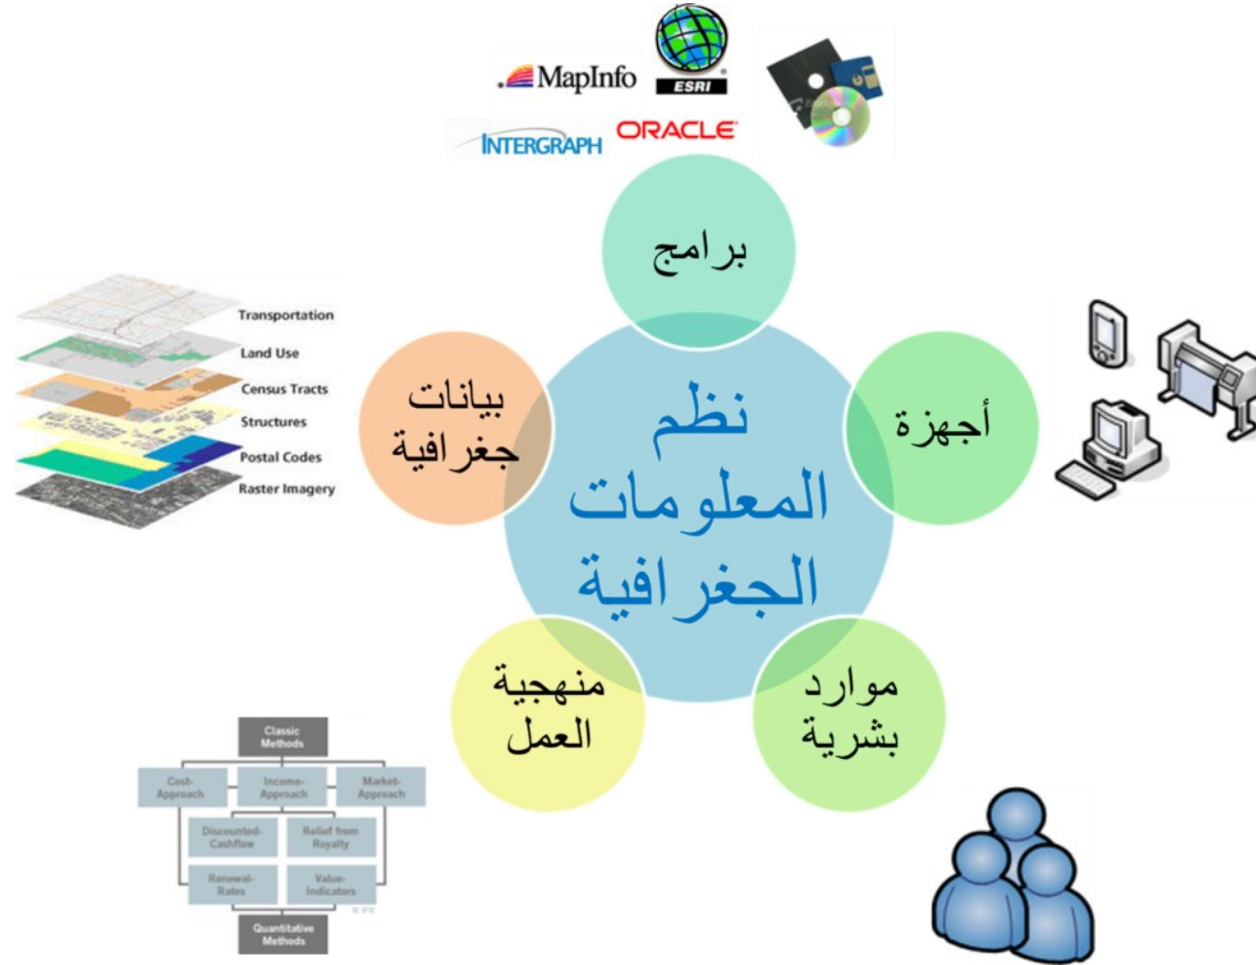 MapInfo
ESRI
INTERGRAPH
ORACLE
برامج
Transportation
Land Use
Census Tracts
Structures
Postal Codes
Raster Imagery
بيانات
جغرافية
نظم
المعلومات
الجغرافية
أجهزة
منهجية
العمل
موارد
بشرية
Classic
Methods
Cost-
Approach
Income-
Approach
Market-
Approach
Discounted-
Cashflow
Relief from
Royalty
Renewal-
Rates
Value-
Indicators
Quantitative
Methods